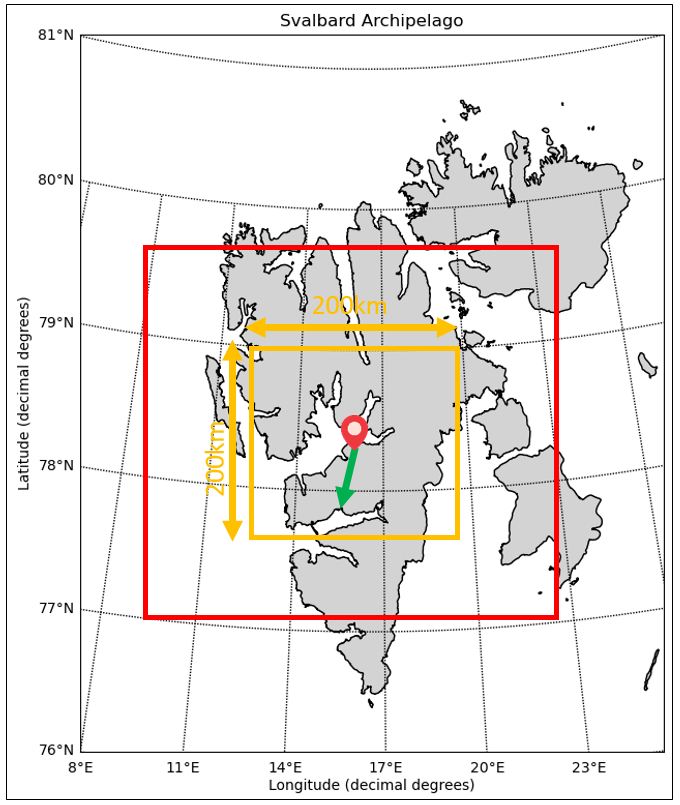 Svalbard Archipelago
81°N
80°N
79°N
78°N
77°N
76°N
Latitude (decimal degrees)
200km
200km
8°E
11°E
14°E
17°E
20°E
23°E
Longitude (decimal degrees)